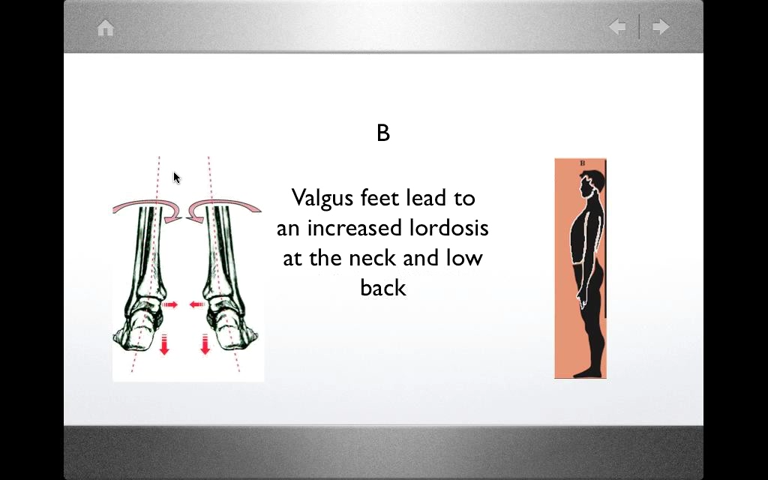 B
Valgus feet lead to
an increased lordosis
at the neck and low
back
B